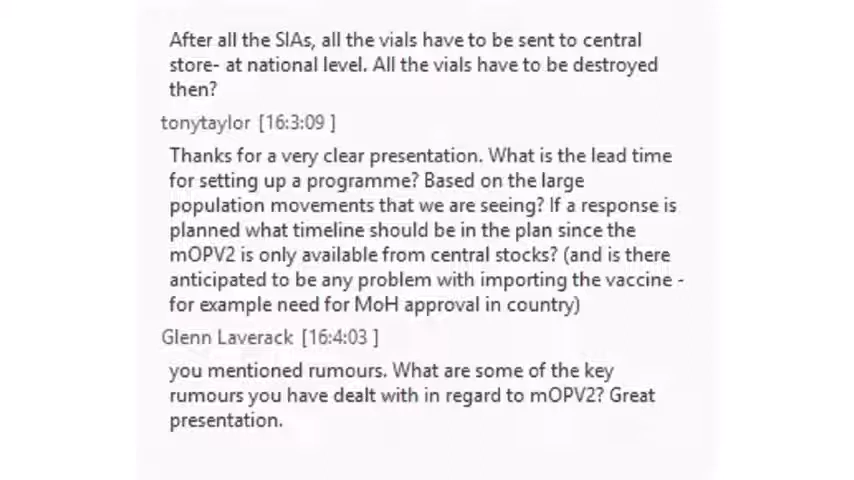 After all the SIAs, all the vials have to be sent to central
store- at national level. All the vials have to be destroyed
then?
tonytaylor [16:3:09 ]
Thanks for a very clear presentation. What is the lead time
for setting up a programme? Based on the large
population movements that we are seeing? If a response is
planned what timeline should be in the plan since the
mOPV2 is only available from central stocks? (and is there
anticipated to be any problem with importing the vaccine -
for example need for MoH approval in country)
Glenn Laverack [16:4:03 ]
you mentioned rumours. What are some of the key
rumours you have dealt with in regard to mOPV2? Great
presentation.